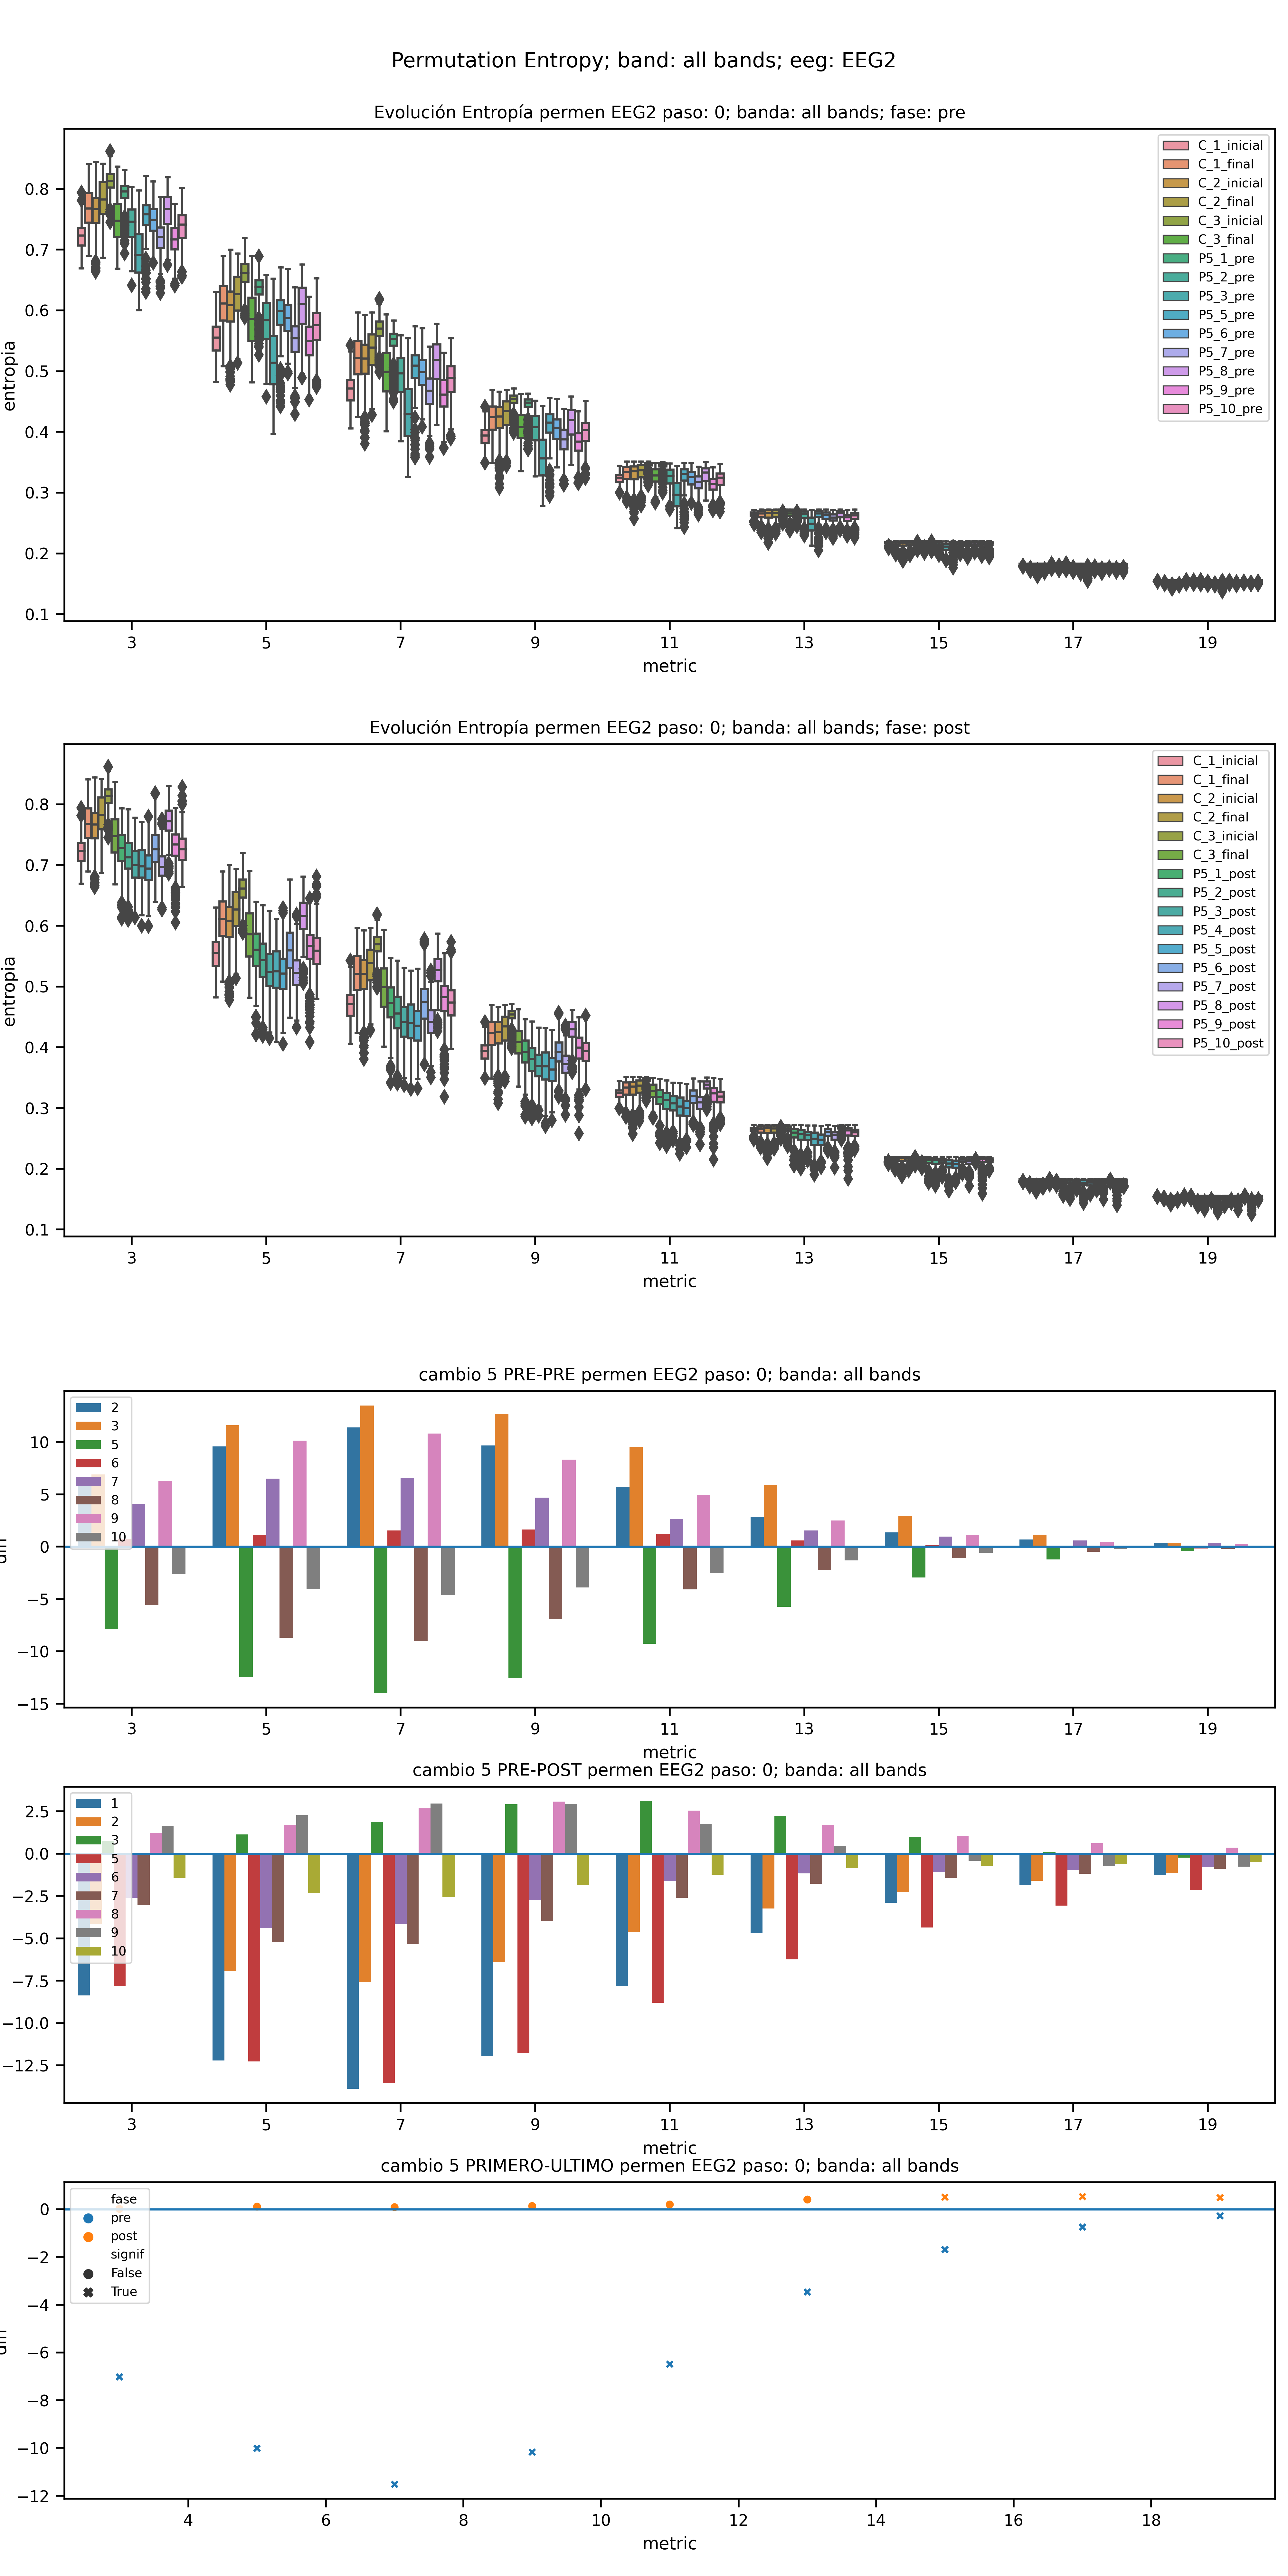 Permutation Entropy; band: all bands; eeg: EEG2
Evolución Entropía permen EEG2 paso: 0; banda: all bands; fase: pre
entropia
0.8
0.7
0.6
0.5
0.4
0.3
0.2
0.1
C_1_inicial
C_1_final
C_2_inicial
C_2_final
C_3_inicial
C_3_final
P5_1_pre
P5_2_pre
P5_3_pre
P5_5_pre
P5_6_pre
P5_7_pre
P5_8_pre
P5_9_pre
P5_10_pre
3 5 7 9 11 13 15 17 19
metric
Evolución Entropía permen EEG2 paso: 0; banda: all bands; fase: post
entropia
0.8
0.7
0.6
0.5
0.4
0.3
0.2
0.1
C_1_inicial
C_1_final
C_2_inicial
C_2_final
C_3_inicial
C_3_final
P5_1_post
P5_2_post
P5_3_post
P5_4_post
P5_5_post
P5_6_post
P5_7_post
P5_8_post
P5_9_post
P5_10_post
3 5 7 9 11 13 15 17 19
metric
cambio 5 PRE-PRE permen EEG2 paso: 0; banda: all bands
10
5
0
−5
−10
−15
2
3
5
6
7
8
9
10
3 5 7 9 11 13 15 17 19
metric
cambio 5 PRE-POST permen EEG2 paso: 0; banda: all bands
2.5
0.0
−2.5
−5.0
−7.5
−10.0
−12.5
1
2
3
5
6
7
8
9
10
3 5 7 9 11 13 15 17 19
metric
cambio 5 PRIMERO-ULTIMO permen EEG2 paso: 0; banda: all bands
0
−2
−4
−6
−8
−10
−12
fase
pre
post
signif
False
True
4 6 8 10 12 14 16 18
metric